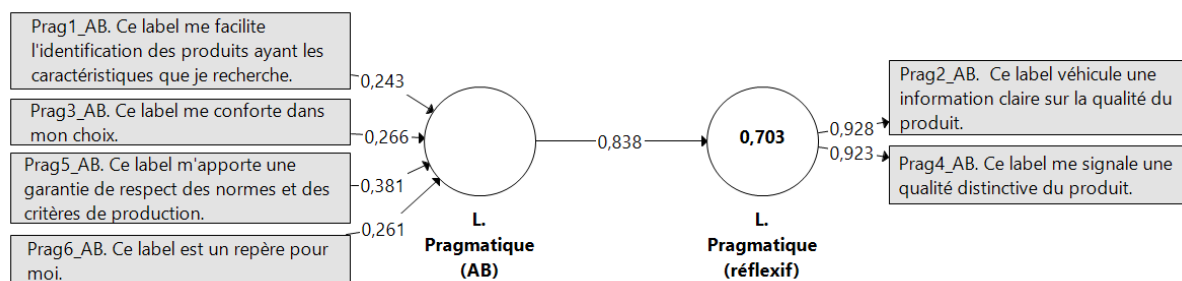 Prag1_AB. Ce label me facilite
l'identification des produits ayant les
caractéristiques que je recherche.
0,243
Prag3_AB. Ce label me conforte dans
mon choix.
0,266
Prag5_AB. Ce label m'apporte une
garantie de respect des normes et des
critères de production.
0,381
0,261
Prag6_AB. Ce label est un repère pour
moi.
L.
Pragmatique
(AB)
0,838
0,703
L.
Pragmatique
(réflexif)
0,928
0,923
Prag2_AB. Ce label véhicule une
information claire sur la qualité du
produit.
Prag4_AB. Ce label me signale une
qualité distinctive du produit.